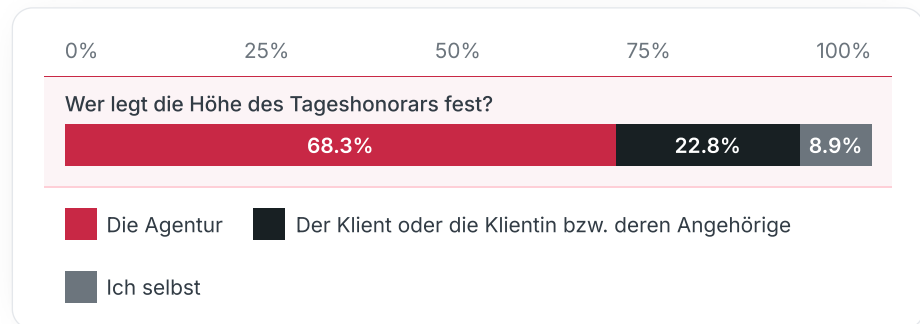 0% 25% 50% 75% 100%
Wer legt die Höhe des Tageshonorars fest?
68.3% 22.8% 8.9%
Die Agentur Der Klient oder die Klientin bzw. deren Angehörige
Ich selbst